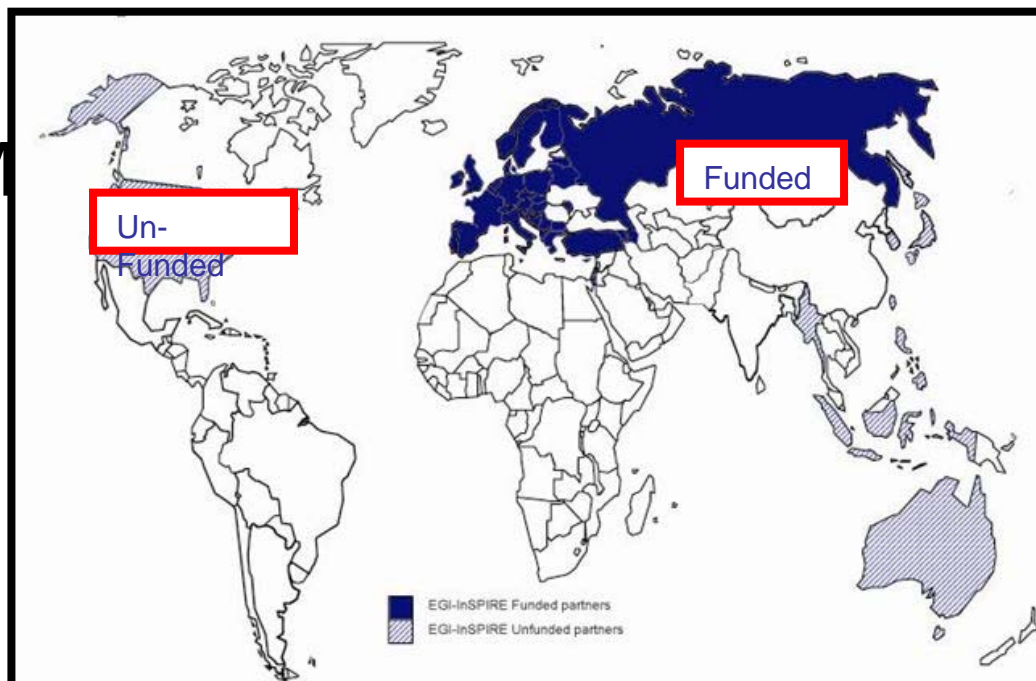 M
Un-
Funded
Funded
EGI-InSPIRE Funded partners
EGI-InSPIRE Unfunded partners